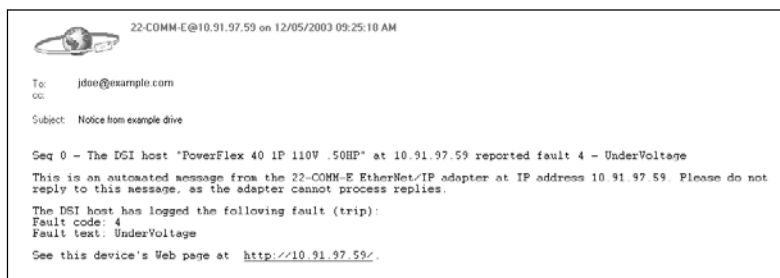 22-COMM-E@10.91.97.59 on 12/05/2003 09:25:18 AM
To: jdoe@example.com
cc:
Subject: Notice from example drive
Seq 0 - The DSI host "PowerFlex 40 1P 110V .50HP" at 10.91.97.59 reported fault 4 - UnderVoltage
This is an automated message from the 22-COMM-E EtherNet/IP adapter at IP address 10.91.97.59. Please do not
reply to this message, as the adapter cannot process replies.
The DSI host has logged the following fault (trip):
Fault code: 4
Fault text: UnderVoltage
See this device's Web page at http://10.91.97.59/.